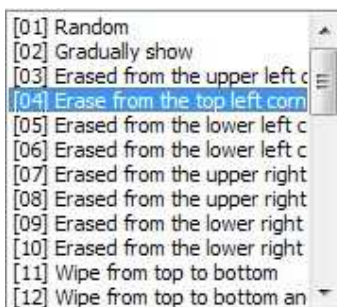 [01] Random
[02] Gradually show
[03] Erased from the upper left c
[04] Erase from the top left corn
[05] Erased from the lower left c
[06] Erased from the lower left c
[07] Erased from the upper right
[08] Erased from the upper right
[09] Erased from the lower right
[10] Erased from the lower right
[11] Wipe from top to bottom
[12] Wipe from top to bottom an